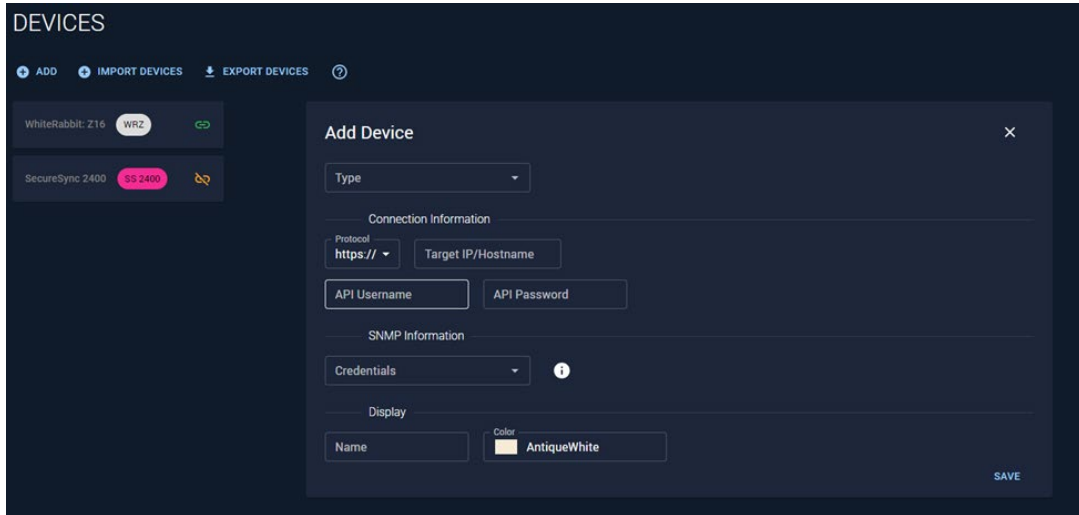 DEVICES
ADD IMPORT DEVICES EXPORT DEVICES
WhiteRabbit: Z16 WRZ
SecureSync 2400 SS 2400
Add Device
Type
Connection Information
Protocol
https:// Target IP/Hostname
API Username API Password
SNMP Information
Credentials
Display
Name
Color
AntiqueWhite
SAVE